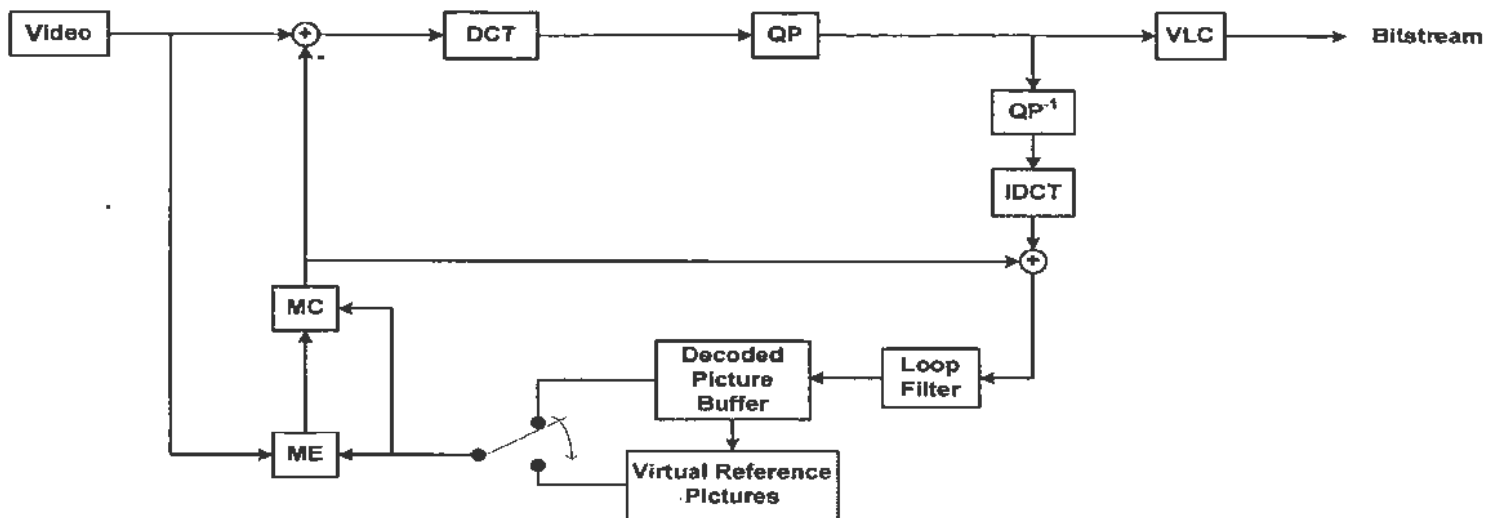 Video
+
DCT
QP
VLC
Bitstream
-
QP⁻¹
IDCT
+
MC
Decoded
Picture
Buffer
Loop
Filter
ME
Virtual Reference
Pictures